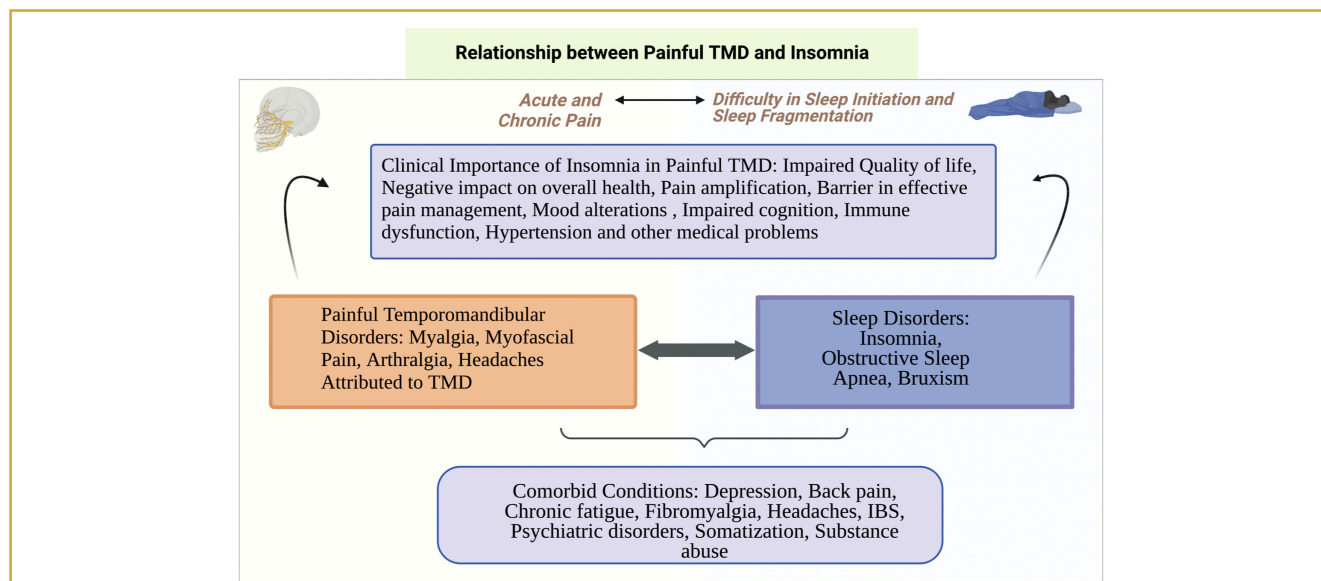 Relationship between Painful TMD and Insomnia
Acute and
Chronic Pain
Difficulty in Sleep Initiation and
Sleep Fragmentation
Clinical Importance of Insomnia in Painful TMD: Impaired Quality of life,
Negative impact on overall health, Pain amplification, Barrier in effective
pain management, Mood alterations , Impaired cognition, Immune
dysfunction, Hypertension and other medical problems
Painful Temporomandibular
Disorders: Myalgia, Myofascial
Pain, Arthralgia, Headaches
Attributed to TMD
Sleep Disorders:
Insomnia,
Obstructive Sleep
Apnea, Bruxism
Comorbid Conditions: Depression, Back pain,
Chronic fatigue, Fibromyalgia, Headaches, IBS,
Psychiatric disorders, Somatization, Substance
abuse